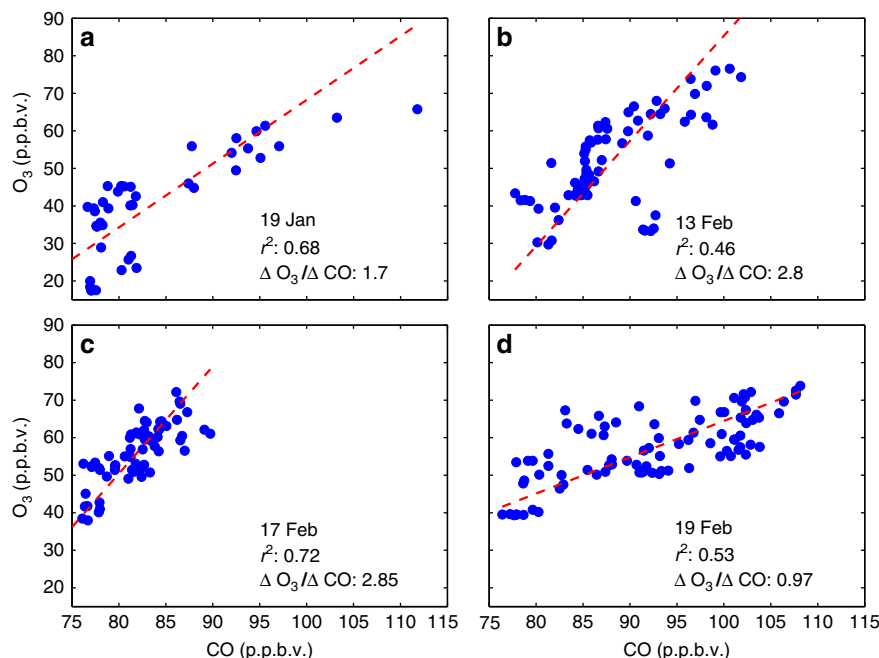 a
O3 (p.p.b.v.)
90
80
70
60
50
40
30
20
19 Jan
r²: 0.68
Δ O3/Δ CO: 1.7
b
13 Feb
r²: 0.46
Δ O3/Δ CO: 2.8
c
O3 (p.p.b.v.)
90
80
70
60
50
40
30
20
17 Feb
r²: 0.72
Δ O3/Δ CO: 2.85
75 80 85 90 95 100 105 110 115
CO (p.p.b.v.)
d
19 Feb
r²: 0.53
Δ O3/Δ CO: 0.97
75 80 85 90 95 100 105 110 115
CO (p.p.b.v.)